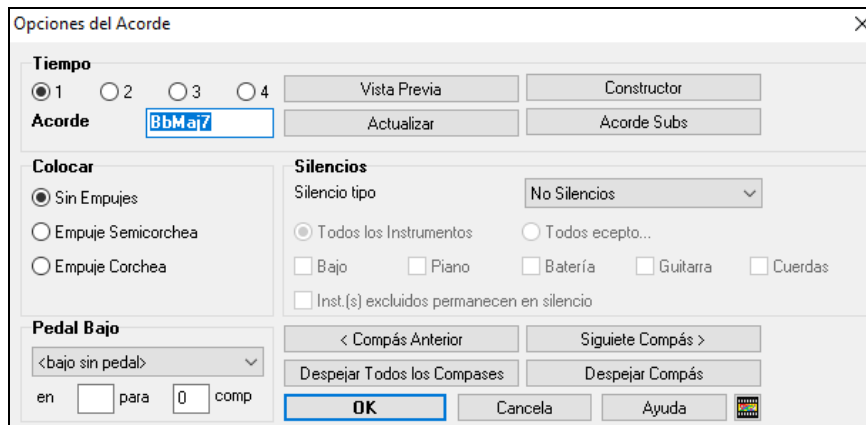 Opciones del Acorde
Tiempo
1 2 3 4 Vista Previa Constructor
Acorde BbMaj7 Actualizar Acorde Subs
Colocar
Sin Empujes
Empuje Semicorchea
Empuje Corchea
Silencios
Silencio tipo No Silencios
Todos los Instrumentos Todos ecepto...
Bajo Piano Batería Guitarra Cuerdas
Inst.(s) excluidos permanecen en silencio
Pedal Bajo
<bajo sin pedal>
en para 0 comp
< Compás Anterior Siguiete Compás >
Despejar Todos los Compases Despejar Compás
OK Cancela Ayuda